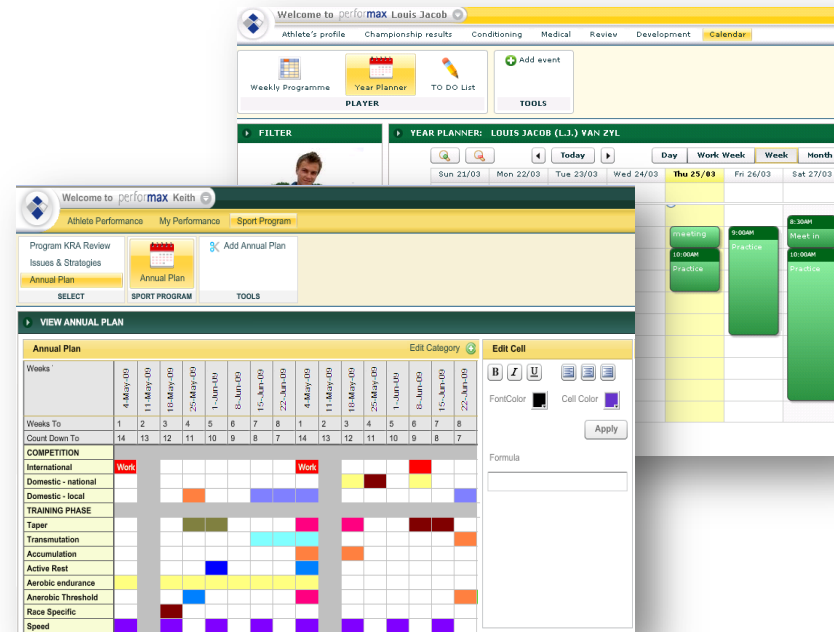 Welcome to performax Louis Jacob
Athlete's profile Championship results Conditioning Medical Review Development Calendar
Weekly Programme Year Planner TO DO List
PLAYER
Add event
TOOLS
FILTER
YEAR PLANNER: LOUIS JACOB (L.J.) VAN ZYL
Today Day Work Week Week Month
Sun 21/03 Mon 22/03 Tue 23/03 Wed 24/03 Thu 25/03 Fri 26/03 Sat 27/03
meeting
10:00AM
Practice
9:00AM
Practice
8:30AM
Meet in
10:00AM
Practice
Welcome to performax Keith
Athlete Performance My Performance Sport Program
Program KRA Review
Issues & Strategies
Annual Plan
SELECT
Annual Plan
SPORT PROGRAM
Add Annual Plan
TOOLS
VIEW ANNUAL PLAN
Annual Plan Edit Category
Weeks 4-May-09 11-May-09 18-May-09 25-May-09 1-Jun-09 8-Jun-09 15-Jun-09 22-Jun-09 4-May-09 11-May-09 18-May-09 25-May-09 1-Jun-09 8-Jun-09 15-Jun-09 22-Jun-09
Weeks To 1 2 3 4 5 6 7 8 1 2 3 4 5 6 7 8
Count Down To 14 13 12 11 10 9 8 7 14 13 12 11 10 9 8 7
COMPETITION
International Work Work
Domestic - national
Domestic - local
TRAINING PHASE
Taper
Transmutation
Accumulation
Active Rest
Aerobic endurance
Anerobic Threshold
Race Specific
Speed
Edit Cell
B I U
FontColor Cell Color
Apply
Formula